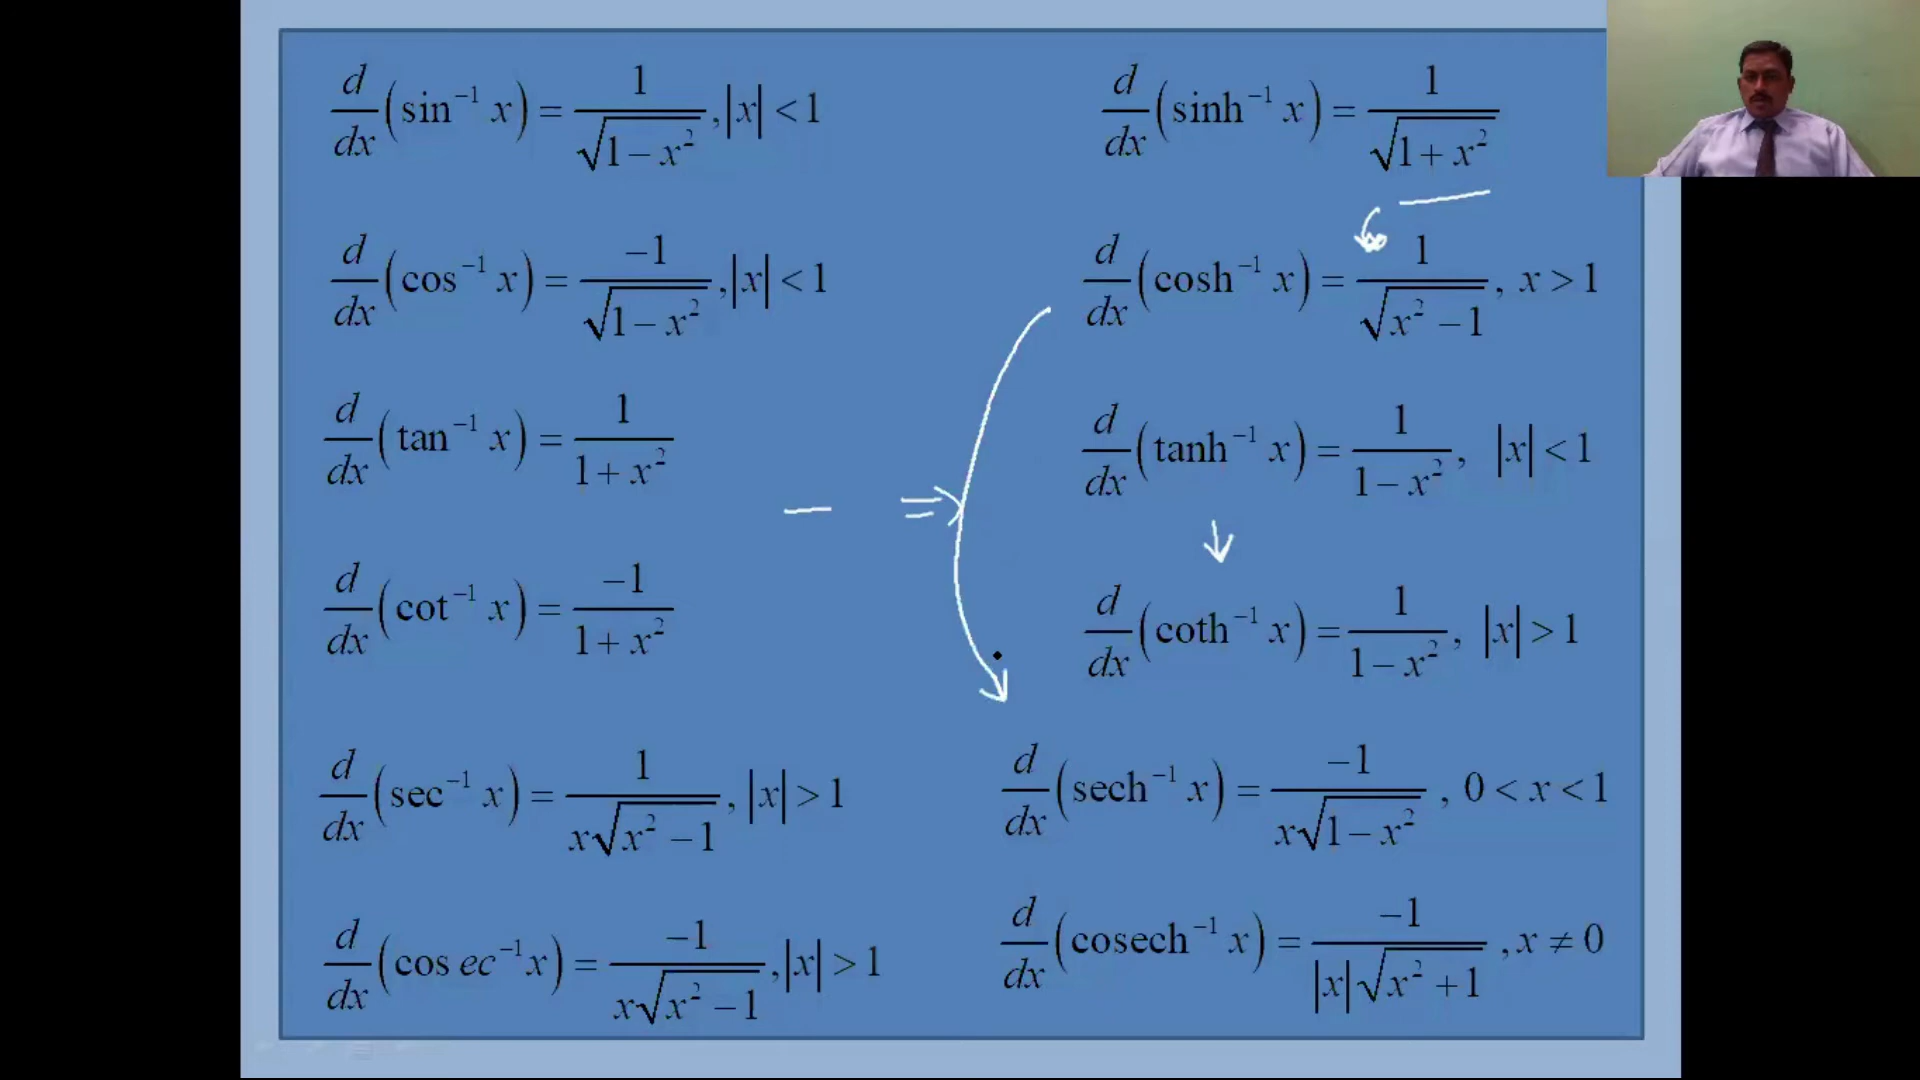 d/dx (sin⁻¹ x) = 1/√(1 − x²) , |x| < 1
d/dx (cos⁻¹ x) = −1/√(1 − x²) , |x| < 1
d/dx (tan⁻¹ x) = 1/(1 + x²)
d/dx (cot⁻¹ x) = −1/(1 + x²)
d/dx (sec⁻¹ x) = 1/(x√(x² − 1)) , |x| > 1
d/dx (cos ec⁻¹ x) = −1/(x√(x² − 1)) , |x| > 1
d/dx (sinh⁻¹ x) = 1/√(1 + x²)
d/dx (cosh⁻¹ x) = 1/√(x² − 1) , x > 1
d/dx (tanh⁻¹ x) = 1/(1 − x²) , |x| < 1
d/dx (coth⁻¹ x) = 1/(1 − x²) , |x| > 1
d/dx (sech⁻¹ x) = −1/(x√(1 − x²)) , 0 < x < 1
d/dx (cosech⁻¹ x) = −1/(|x|√(x² + 1)) , x ≠ 0